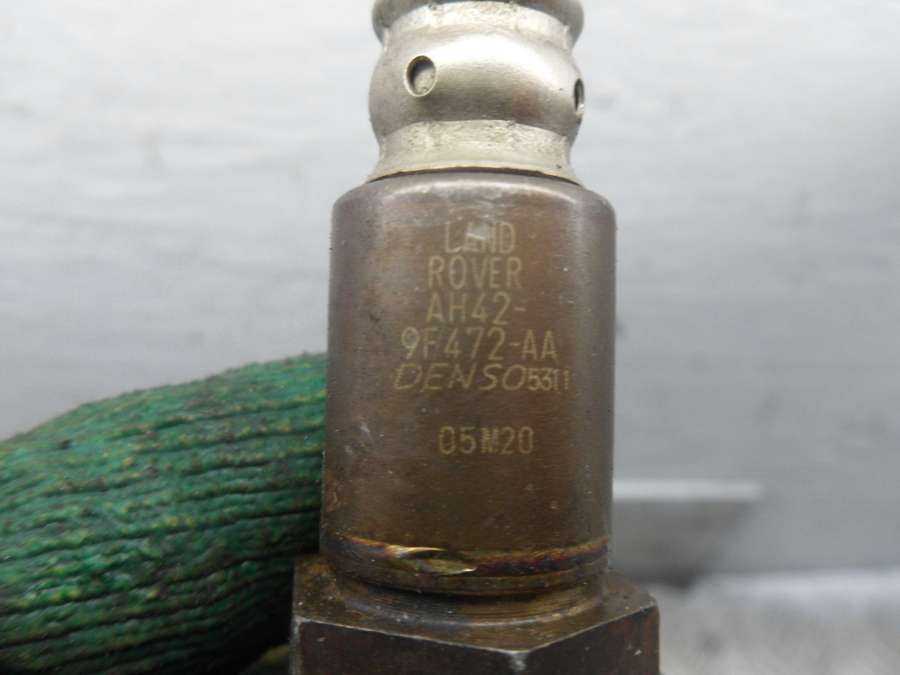 LAND
ROVER
AH42-
9F472-AA
DENSO5311
05M20